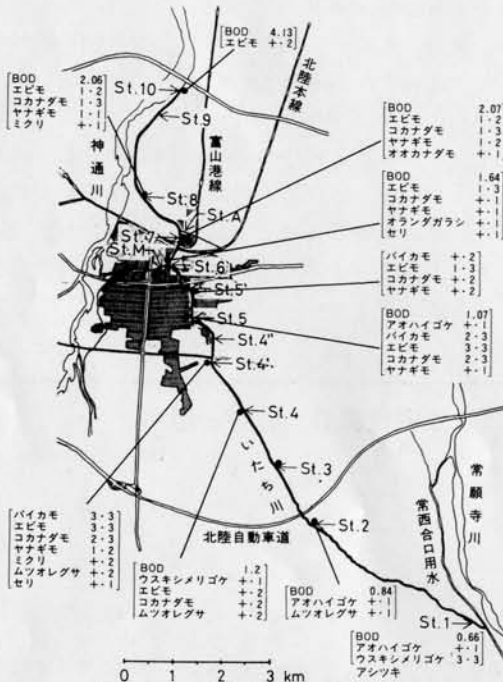 BOD 4.13
エビモ +・2
St.10
北陸本線
BOD 2.06
エビモ 1・2
コカナダモ 1・3
ヤナギモ 1・1
ミクリ +・1
St.9
富山港線
神通川
St.8
St.A
BOD 2.07
エビモ 1・2
コカナダモ 1・3
ヤナギモ 1・2
オオカナダモ +・1
St.7
St.M
St.6
BOD 1.64
エビモ 1・3
コカナダモ +・1
ヤナギモ +・1
オランダガラシ +・1
セリ +・1
St.5'
バイカモ +・2
エビモ 1・3
コカナダモ +・2
ヤナギモ +・2
St.5
BOD 1.07
アオハイゴケ +・1
バイカモ 2・3
エビモ 3・3
コカナダモ 2・3
ヤナギモ +・1
St.4"
St.4'
St.4
いたち川
St.3
St.2
北陸自動車道
常願寺川
常西合口用水
バイカモ 3・3
エビモ 3・3
コカナダモ 2・3
ヤナギモ 1・2
ミクリ +・2
ムツオレグサ +・2
セリ +・1
BOD 1.2
ウスキシメリゴケ +・1
エビモ +・2
コカナダモ +・2
ムツオレグサ +・2
BOD 0.84
アオハイゴケ +・1
ムツオレグサ +・1
St.1
BOD 0.66
アオハイゴケ +・1
ウスキシメリゴケ 3・3
アシツキ
0 1 2 3 km